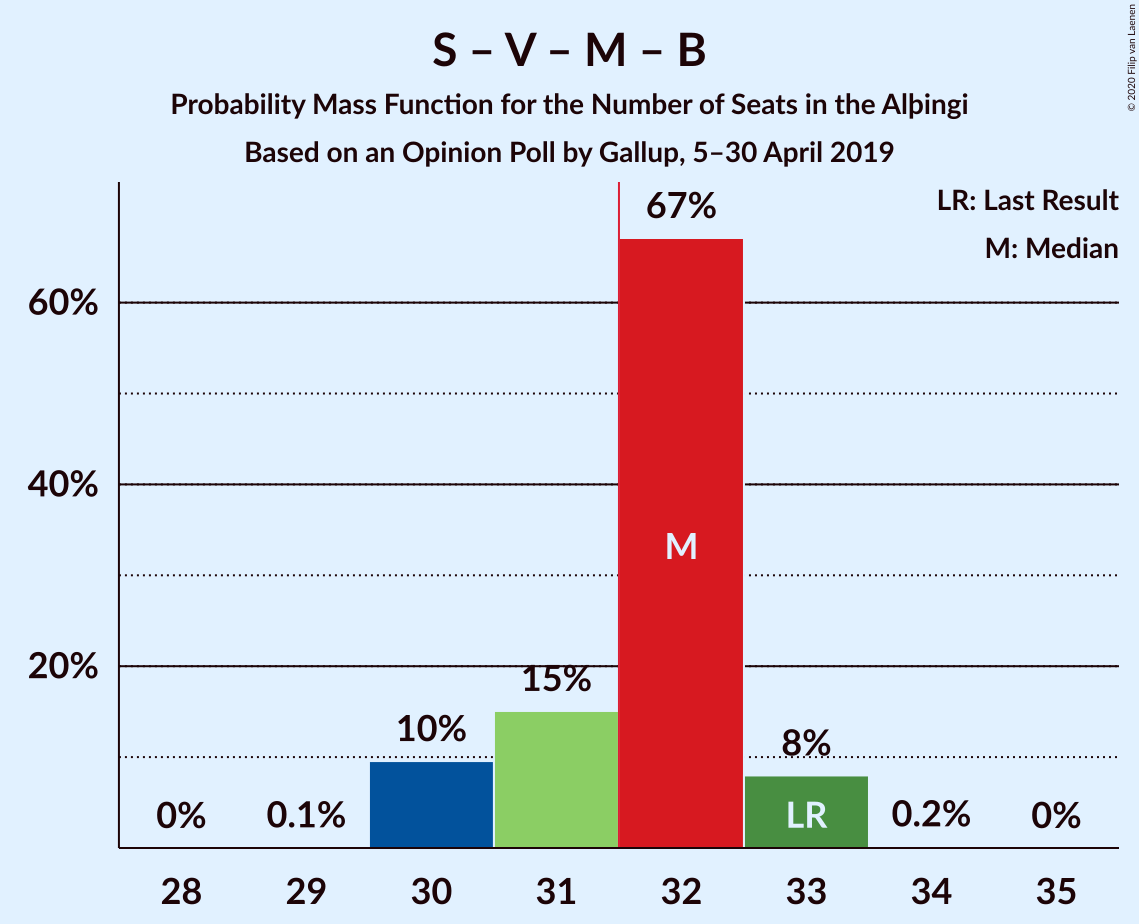 S – V – M – B
Probability Mass Function for the Number of Seats in the Alþingi
Based on an Opinion Poll by Gallup, 5–30 April 2019
© 2020 Filip van Laenen
LR: Last Result
M: Median
60%
40%
20%
0%
0.1%
10%
15%
67%
M
8%
LR
0.2%
0%
28 29 30 31 32 33 34 35